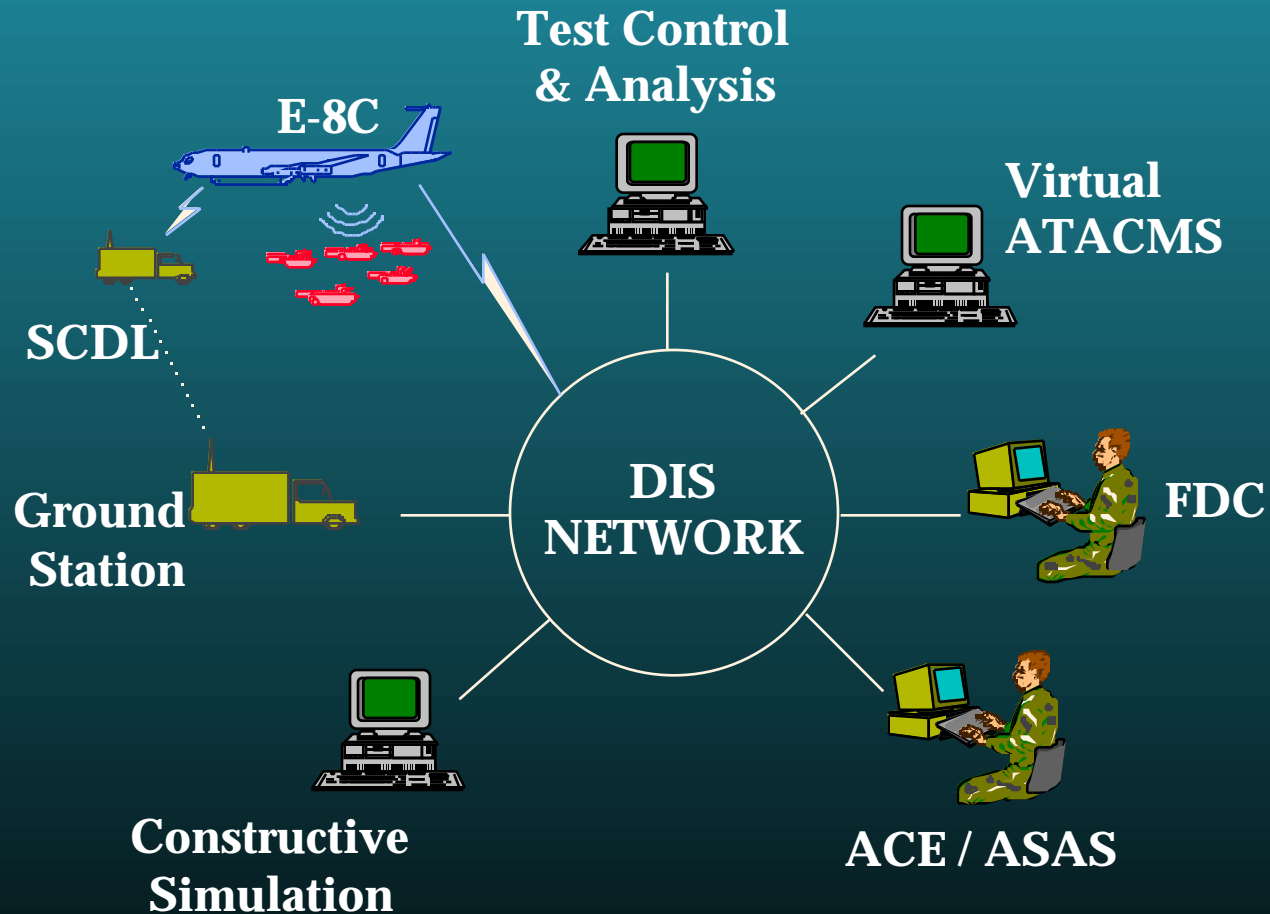 Test Control
& Analysis
E-8C
Virtual
ATACMS
SCDL
DIS
NETWORK
FDC
Ground
Station
Constructive
Simulation
ACE / ASAS